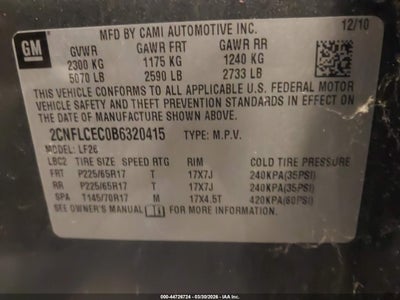 MFD BY CAMI AUTOMOTIVE INC. 12/10
GM
GVWR GAWR FRT GAWR RR
2300 KG 1175 KG 1240 KG
5070 LB 2590 LB 2733 LB
THIS VEHICLE CONFORMS TO ALL APPLICABLE U.S. FEDERAL MOTOR
VEHICLE SAFETY AND THEFT PREVENTION STANDARDS IN EFFECT ON
THE DATE OF MANUFACTURE SHOWN ABOVE.
2CNFLCEC0B6320415 TYPE: M.P.V.
MODEL: LF26
LBC2 TIRE SIZE SPEED RTG RIM COLD TIRE PRESSURE
FRT P225/65R17 T 17X7J 240KPA(35PSI)
RR P225/65R17 T 17X7J 240KPA(35PSI)
SPA T145/70R17 M 17X4.5T 420KPA(60PSI)
SEE OWNER'S MANUAL FOR MORE INFORMATION.
000-44726724 - 03/30/2026 - IAA Inc.